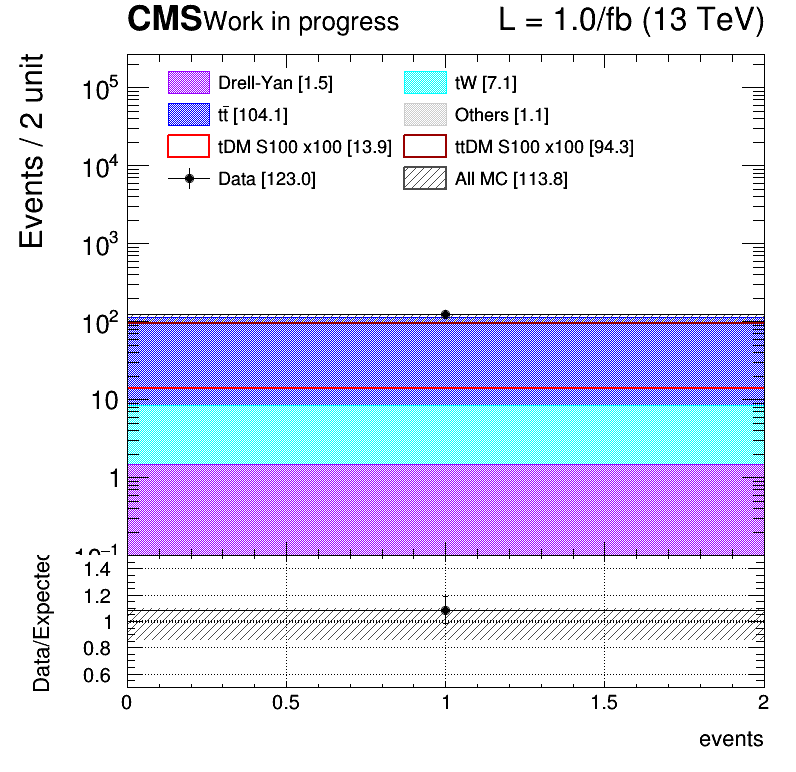 CMS Work in progress L = 1.0/fb (13 TeV)
Events / 2 unit
Drell-Yan [1.5] tW [7.1]
tt̄ [104.1] Others [1.1]
tDM S100 x100 [13.9] ttDM S100 x100 [94.3]
Data [123.0] All MC [113.8]
10⁵
10⁴
10³
10²
10
1
10⁻¹
Data/Expected
1.4
1.2
1
0.8
0.6
0 0.5 1 1.5 2
events